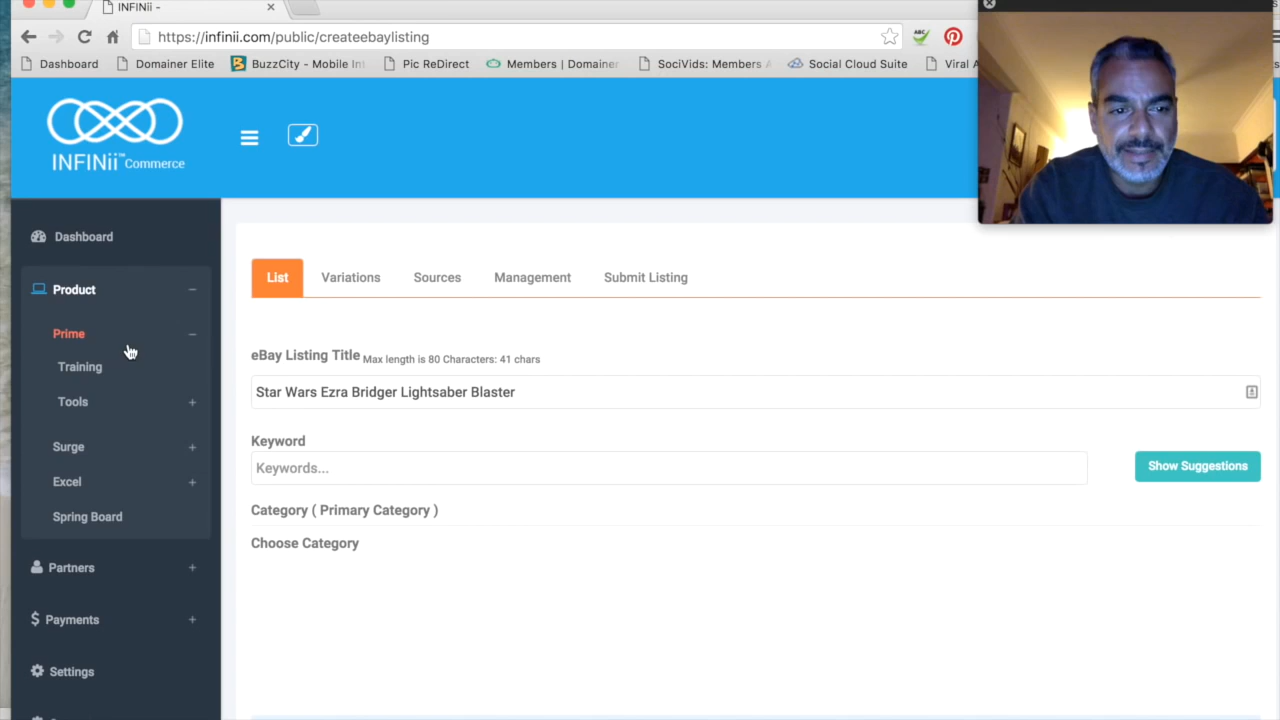 INFINii -
https://infinii.com/public/createebaylisting
ABC
Dashboard
Domainer Elite
BuzzCity - Mobile Int
Pic ReDirect
Members | Domainer
SociVids: Members A
Social Cloud Suite
Viral A
INFINii™ Commerce
Dashboard
Product
Prime
Training
Tools
Surge
Excel
Spring Board
Partners
$ Payments
Settings
List
Variations
Sources
Management
Submit Listing
eBay Listing Title Max length is 80 Characters: 41 chars
Star Wars Ezra Bridger Lightsaber Blaster
Keyword
Keywords...
Show Suggestions
Category ( Primary Category )
Choose Category